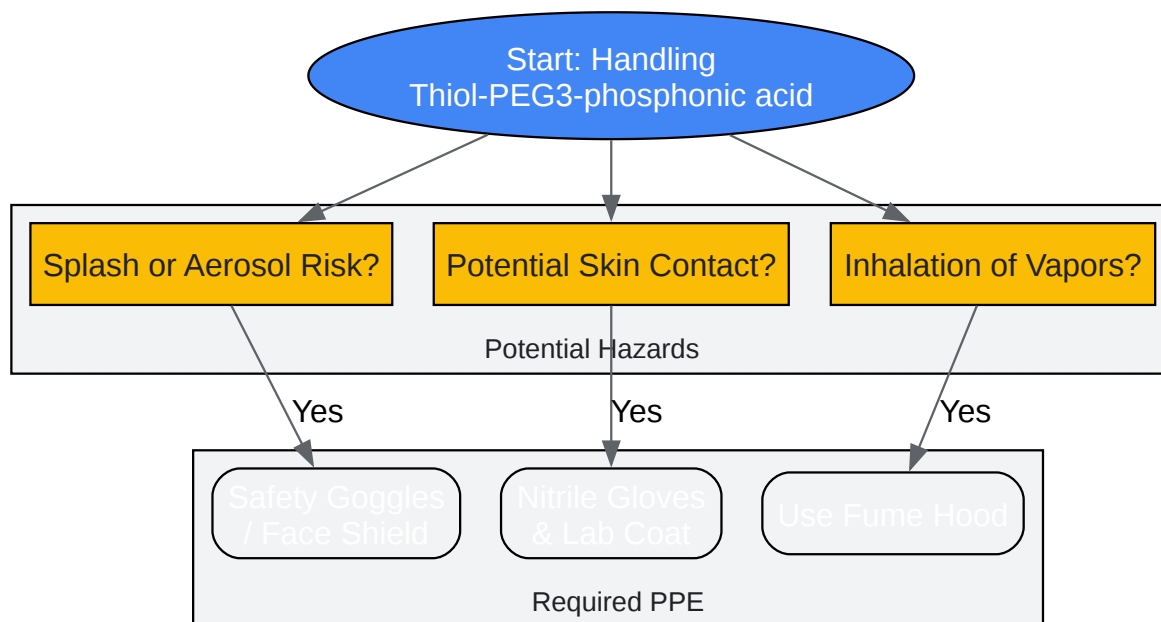 Start: Handling
Thiol-PEG3-phosphonic acid
Splash or Aerosol Risk?
Potential Skin Contact?
Inhalation of Vapors?
Potential Hazards
Yes
Yes
Yes
Safety Goggles
/ Face Shield
Nitrile Gloves
& Lab Coat
Use Fume Hood
Required PPE